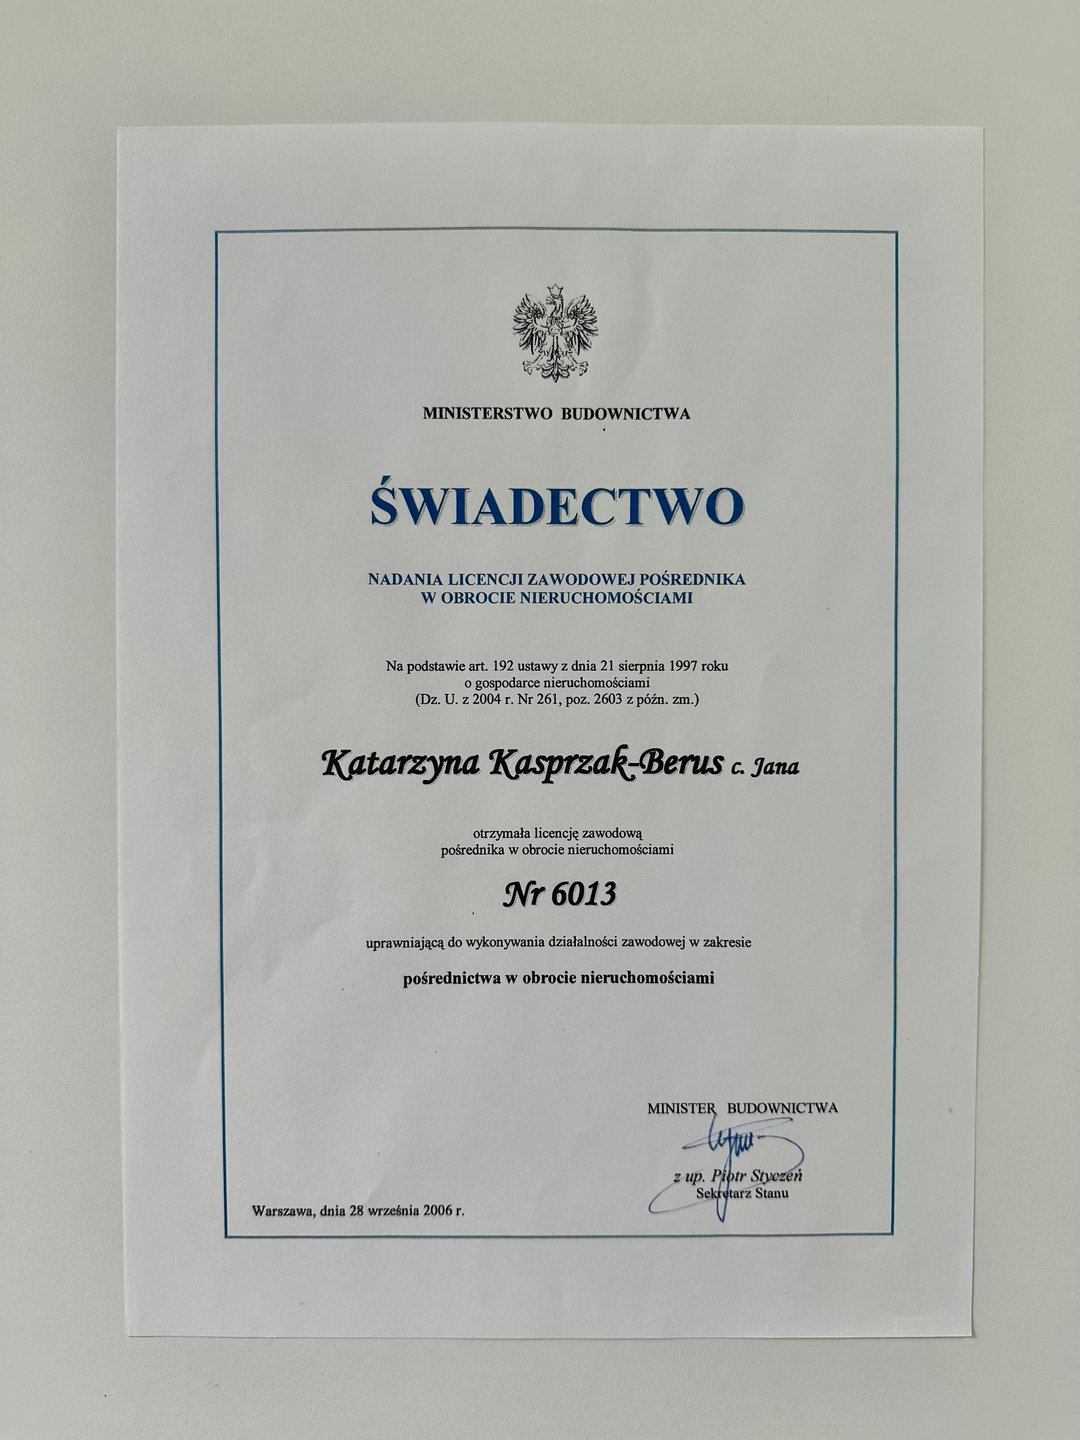 MINISTERSTWO BUDOWNICTWA
ŚWIADECTWO
NADANIA LICENCJI ZAWODOWEJ POŚREDNIKA
W OBROCIE NIERUCHOMOŚCIAMI
Na podstawie art. 192 ustawy z dnia 21 sierpnia 1997 roku
o gospodarce nieruchomościami
(Dz. U. z 2004 r. Nr 261, poz. 2603 z późn. zm.)
Katarzyna Kasprzak-Berus c. Jana
otrzymała licencję zawodową
pośrednika w obrocie nieruchomościami
Nr 6013
uprawniającą do wykonywania działalności zawodowej w zakresie
pośrednictwa w obrocie nieruchomościami
MINISTER BUDOWNICTWA
z up. Piotr Styczeń
Sekretarz Stanu
Warszawa, dnia 28 września 2006 r.